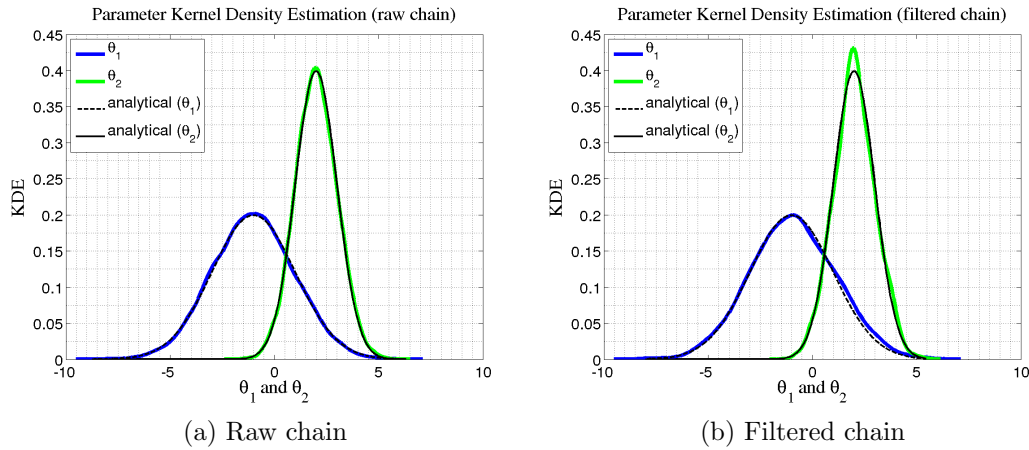 Parameter Kernel Density Estimation (raw chain)
0.45
0.4
0.35
0.3
0.25
0.2
0.15
0.1
0.05
0
KDE
θ1
θ2
analytical (θ1)
analytical (θ2)
-10
-5
0
5
10
θ1 and θ2
(a) Raw chain
Parameter Kernel Density Estimation (filtered chain)
0.45
0.4
0.35
0.3
0.25
0.2
0.15
0.1
0.05
0
KDE
θ1
θ2
analytical (θ1)
analytical (θ2)
-10
-5
0
5
10
θ1 and θ2
(b) Filtered chain